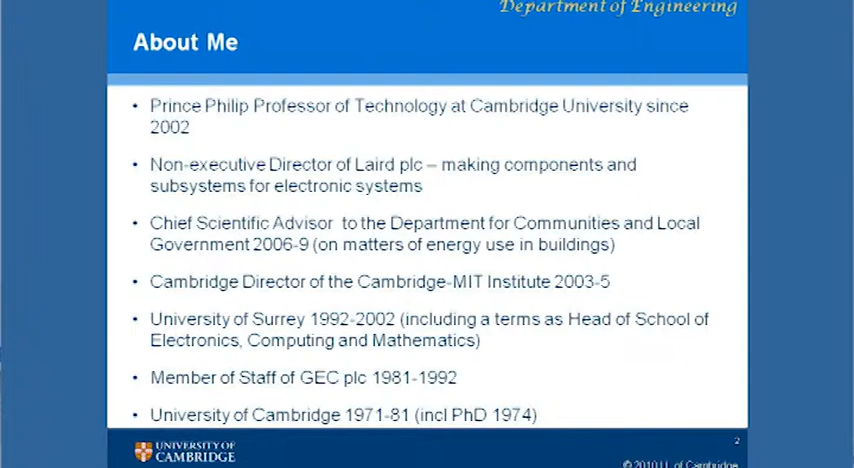 Department of Engineering
About Me
• Prince Philip Professor of Technology at Cambridge University since
2002
• Non-executive Director of Laird plc – making components and
subsystems for electronic systems
• Chief Scientific Advisor to the Department for Communities and Local
Government 2006-9 (on matters of energy use in buildings)
• Cambridge Director of the Cambridge-MIT Institute 2003-5
• University of Surrey 1992-2002 (including a terms as Head of School of
Electronics, Computing and Mathematics)
• Member of Staff of GEC plc 1981-1992
• University of Cambridge 1971-81 (incl PhD 1974)
UNIVERSITY OF
CAMBRIDGE
2
© 2010 U. of Cambridge